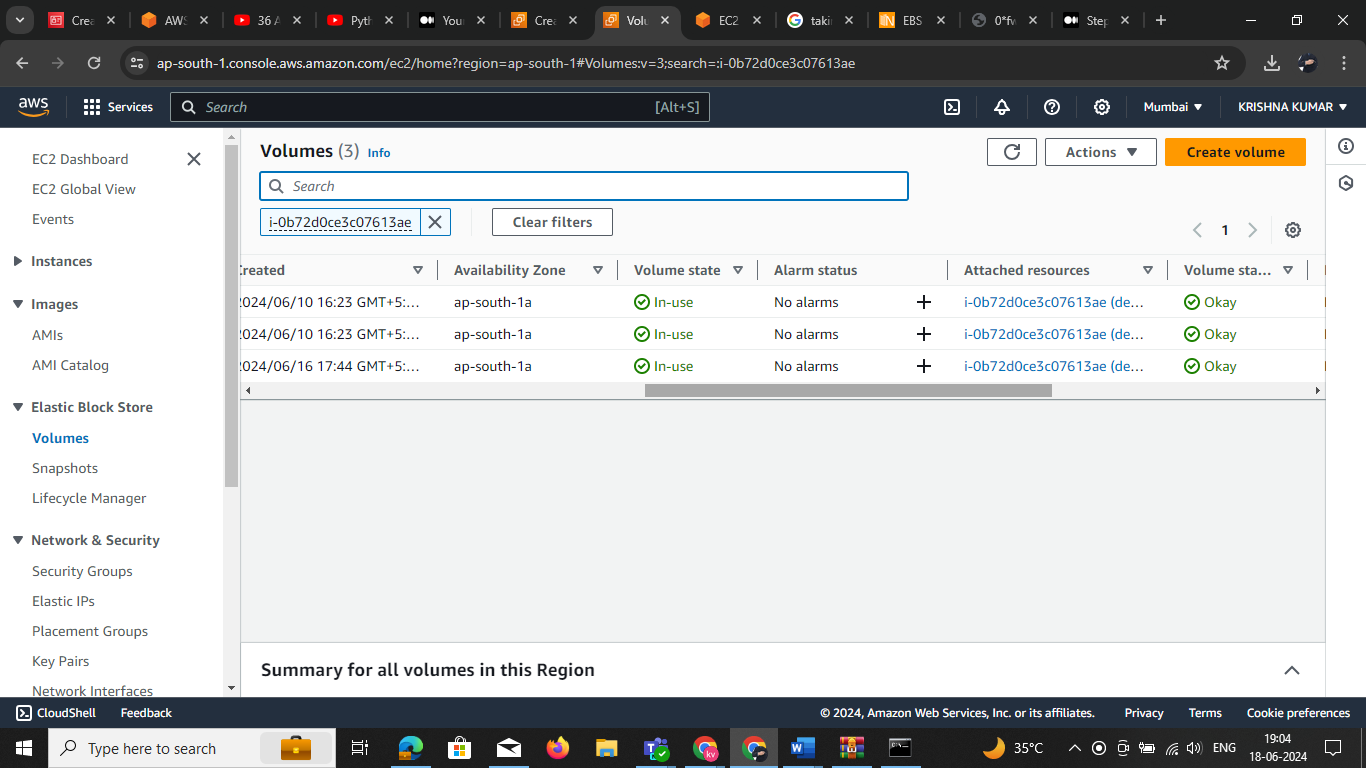 Crea
AWS
36 A
Pyth
Your
Crea
Volu
EC2
takin
EBS
0*fw
Step
ap-south-1.console.aws.amazon.com/ec2/home?region=ap-south-1#Volumes:v=3;search=:i-0b72d0ce3c07613ae
aws
Services
Search
[Alt+S]
Mumbai
KRISHNA KUMAR
EC2 Dashboard
EC2 Global View
Events
Instances
Images
AMIs
AMI Catalog
Elastic Block Store
Volumes
Snapshots
Lifecycle Manager
Network & Security
Security Groups
Elastic IPs
Placement Groups
Key Pairs
Network Interfaces
Volumes (3) Info
Actions
Create volume
Search
i-0b72d0ce3c07613ae
Clear filters
1
Created Availability Zone Volume state Alarm status Attached resources Volume sta...
2024/06/10 16:23 GMT+5:... ap-south-1a In-use No alarms i-0b72d0ce3c07613ae (de... Okay
2024/06/10 16:23 GMT+5:... ap-south-1a In-use No alarms i-0b72d0ce3c07613ae (de... Okay
2024/06/16 17:44 GMT+5:... ap-south-1a In-use No alarms i-0b72d0ce3c07613ae (de... Okay
Summary for all volumes in this Region
CloudShell
Feedback
© 2024, Amazon Web Services, Inc. or its affiliates.
Privacy
Terms
Cookie preferences
Type here to search
35°C
ENG
19:04
18-06-2024